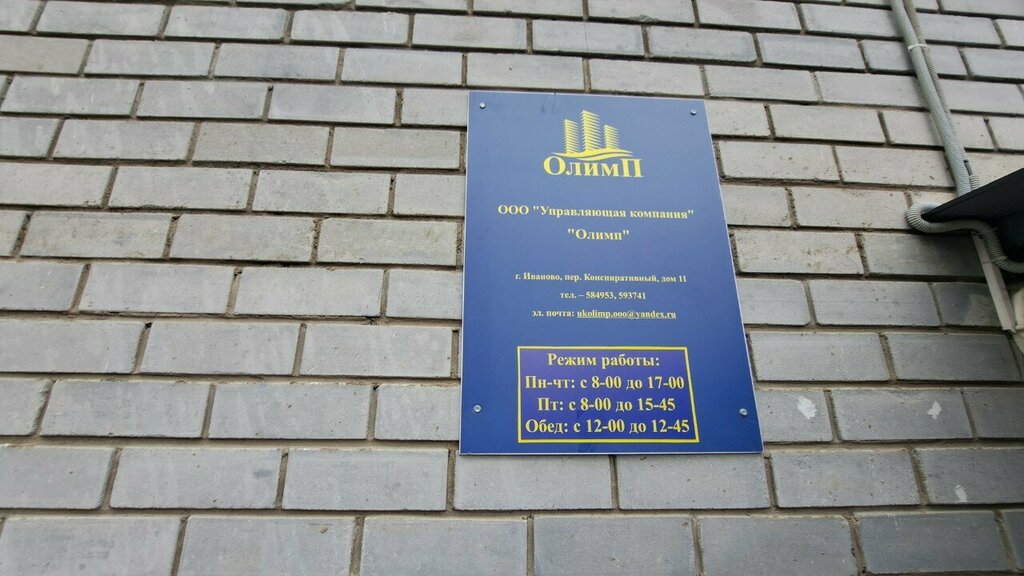 ОлимП
ООО "Управляющая компания"
"Олимп"
г. Иваново, пер. Конспиративный, дом 11
тел. – 584953, 593741
эл. почта: ukolimp.ooo@yandex.ru
Режим работы:
Пн-чт: с 8-00 до 17-00
Пт: с 8-00 до 15-45
Обед: с 12-00 до 12-45